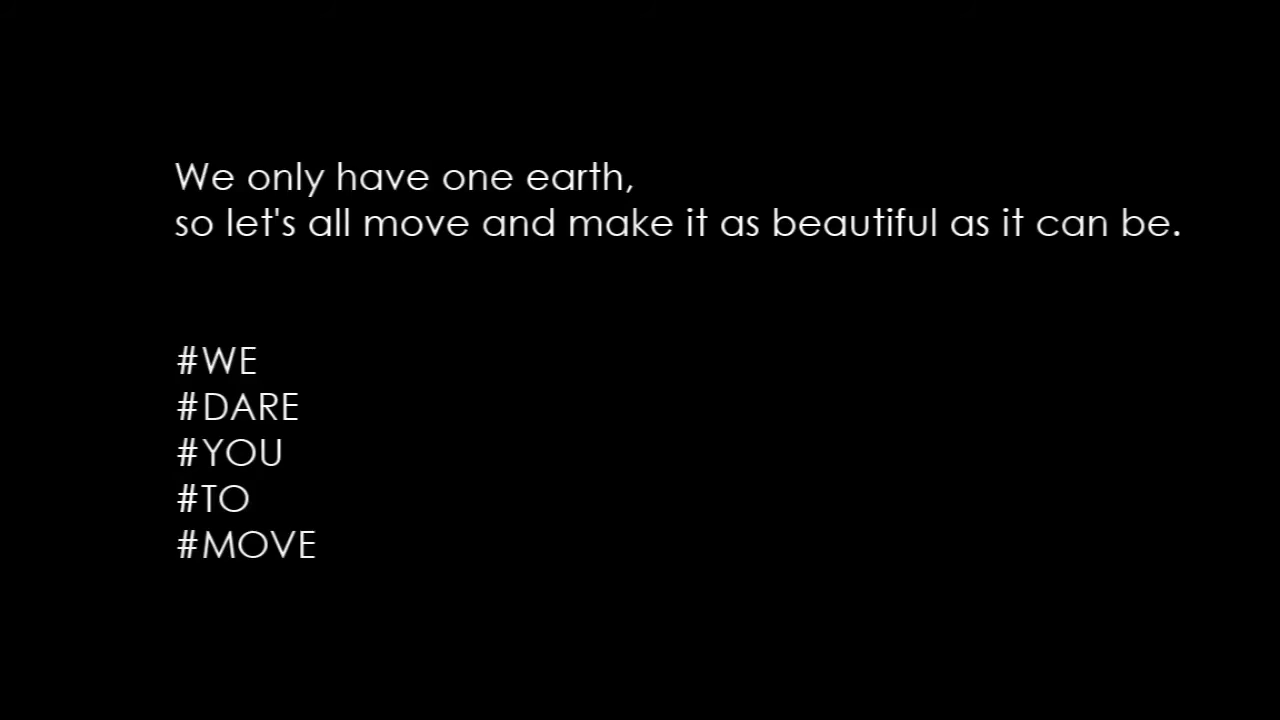 We only have one earth,
so let's all move and make it as beautiful as it can be.
#WE
#DARE
#YOU
#TO
#MOVE